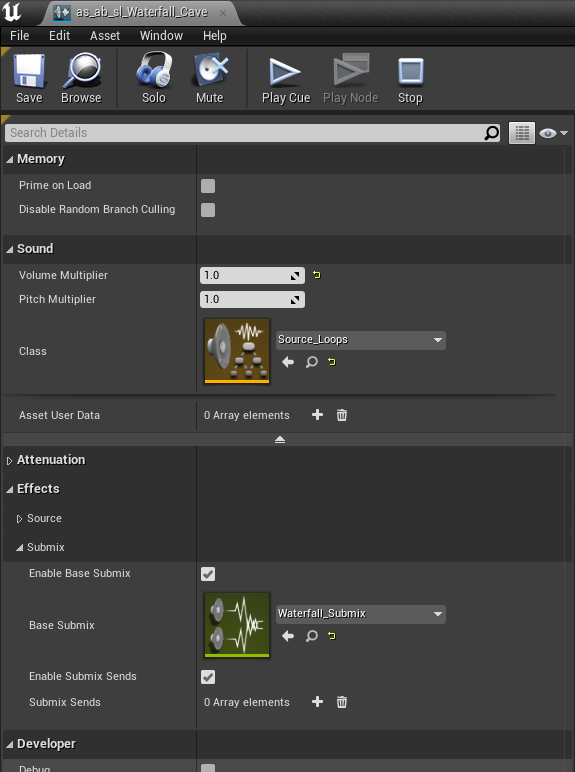 as_ab_sl_Waterfall_Cave
File Edit Asset Window Help
Save Browse Solo Mute Play Cue Play Node Stop
Search Details
Memory
Prime on Load
Disable Random Branch Culling
Sound
Volume Multiplier 1.0
Pitch Multiplier 1.0
Class Source_Loops
Asset User Data 0 Array elements
Attenuation
Effects
Source
Submix
Enable Base Submix
Base Submix Waterfall_Submix
Enable Submix Sends
Submix Sends 0 Array elements
Developer
Debug